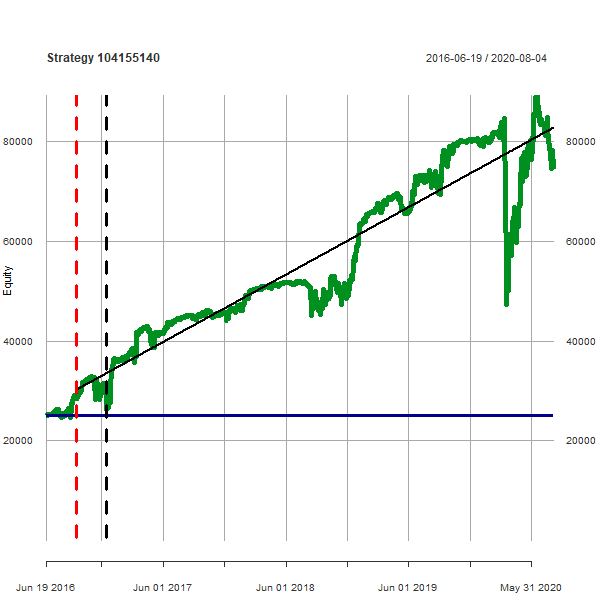 Strategy 104155140
2016-06-19 / 2020-08-04
80000
80000
60000
60000
Equity
40000
40000
20000
20000
Jun 19 2016
Jun 01 2017
Jun 01 2018
Jun 01 2019
May 31 2020